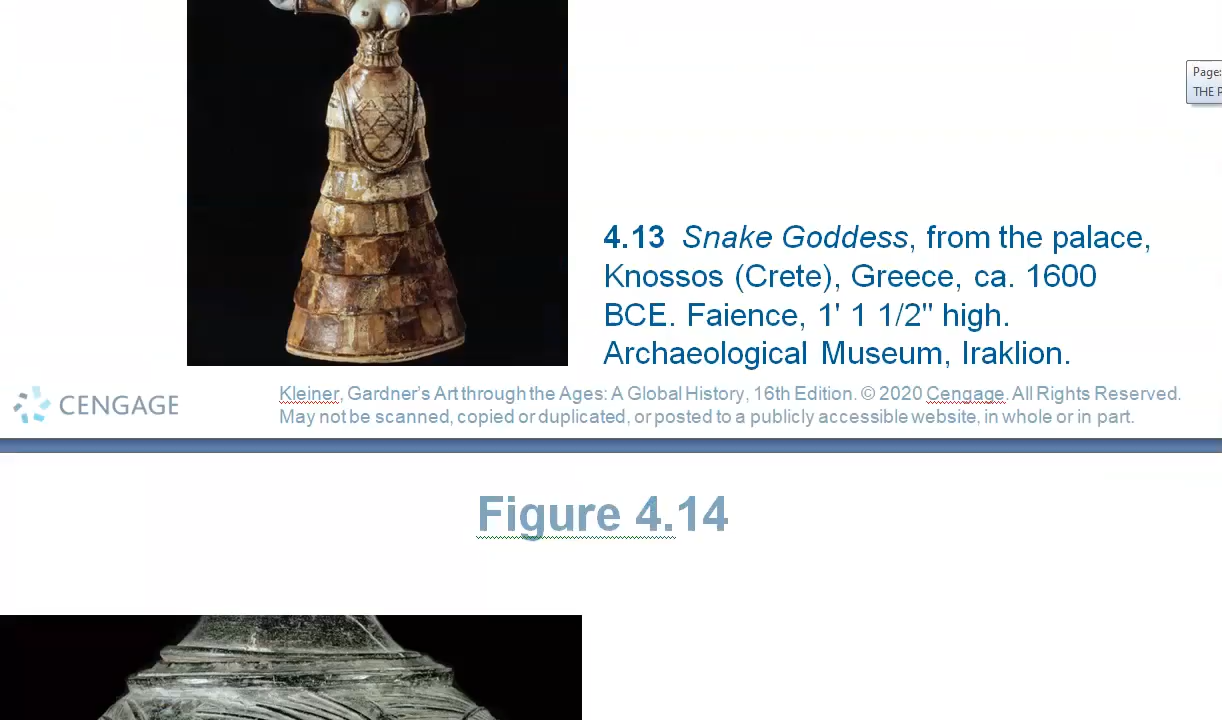 Page:
THE P
4.13 Snake Goddess, from the palace,
Knossos (Crete), Greece, ca. 1600
BCE. Faience, 1' 1 1/2" high.
Archaeological Museum, Iraklion.
CENGAGE
Kleiner, Gardner’s Art through the Ages: A Global History, 16th Edition. © 2020 Cengage. All Rights Reserved.
May not be scanned, copied or duplicated, or posted to a publicly accessible website, in whole or in part.
Figure 4.14